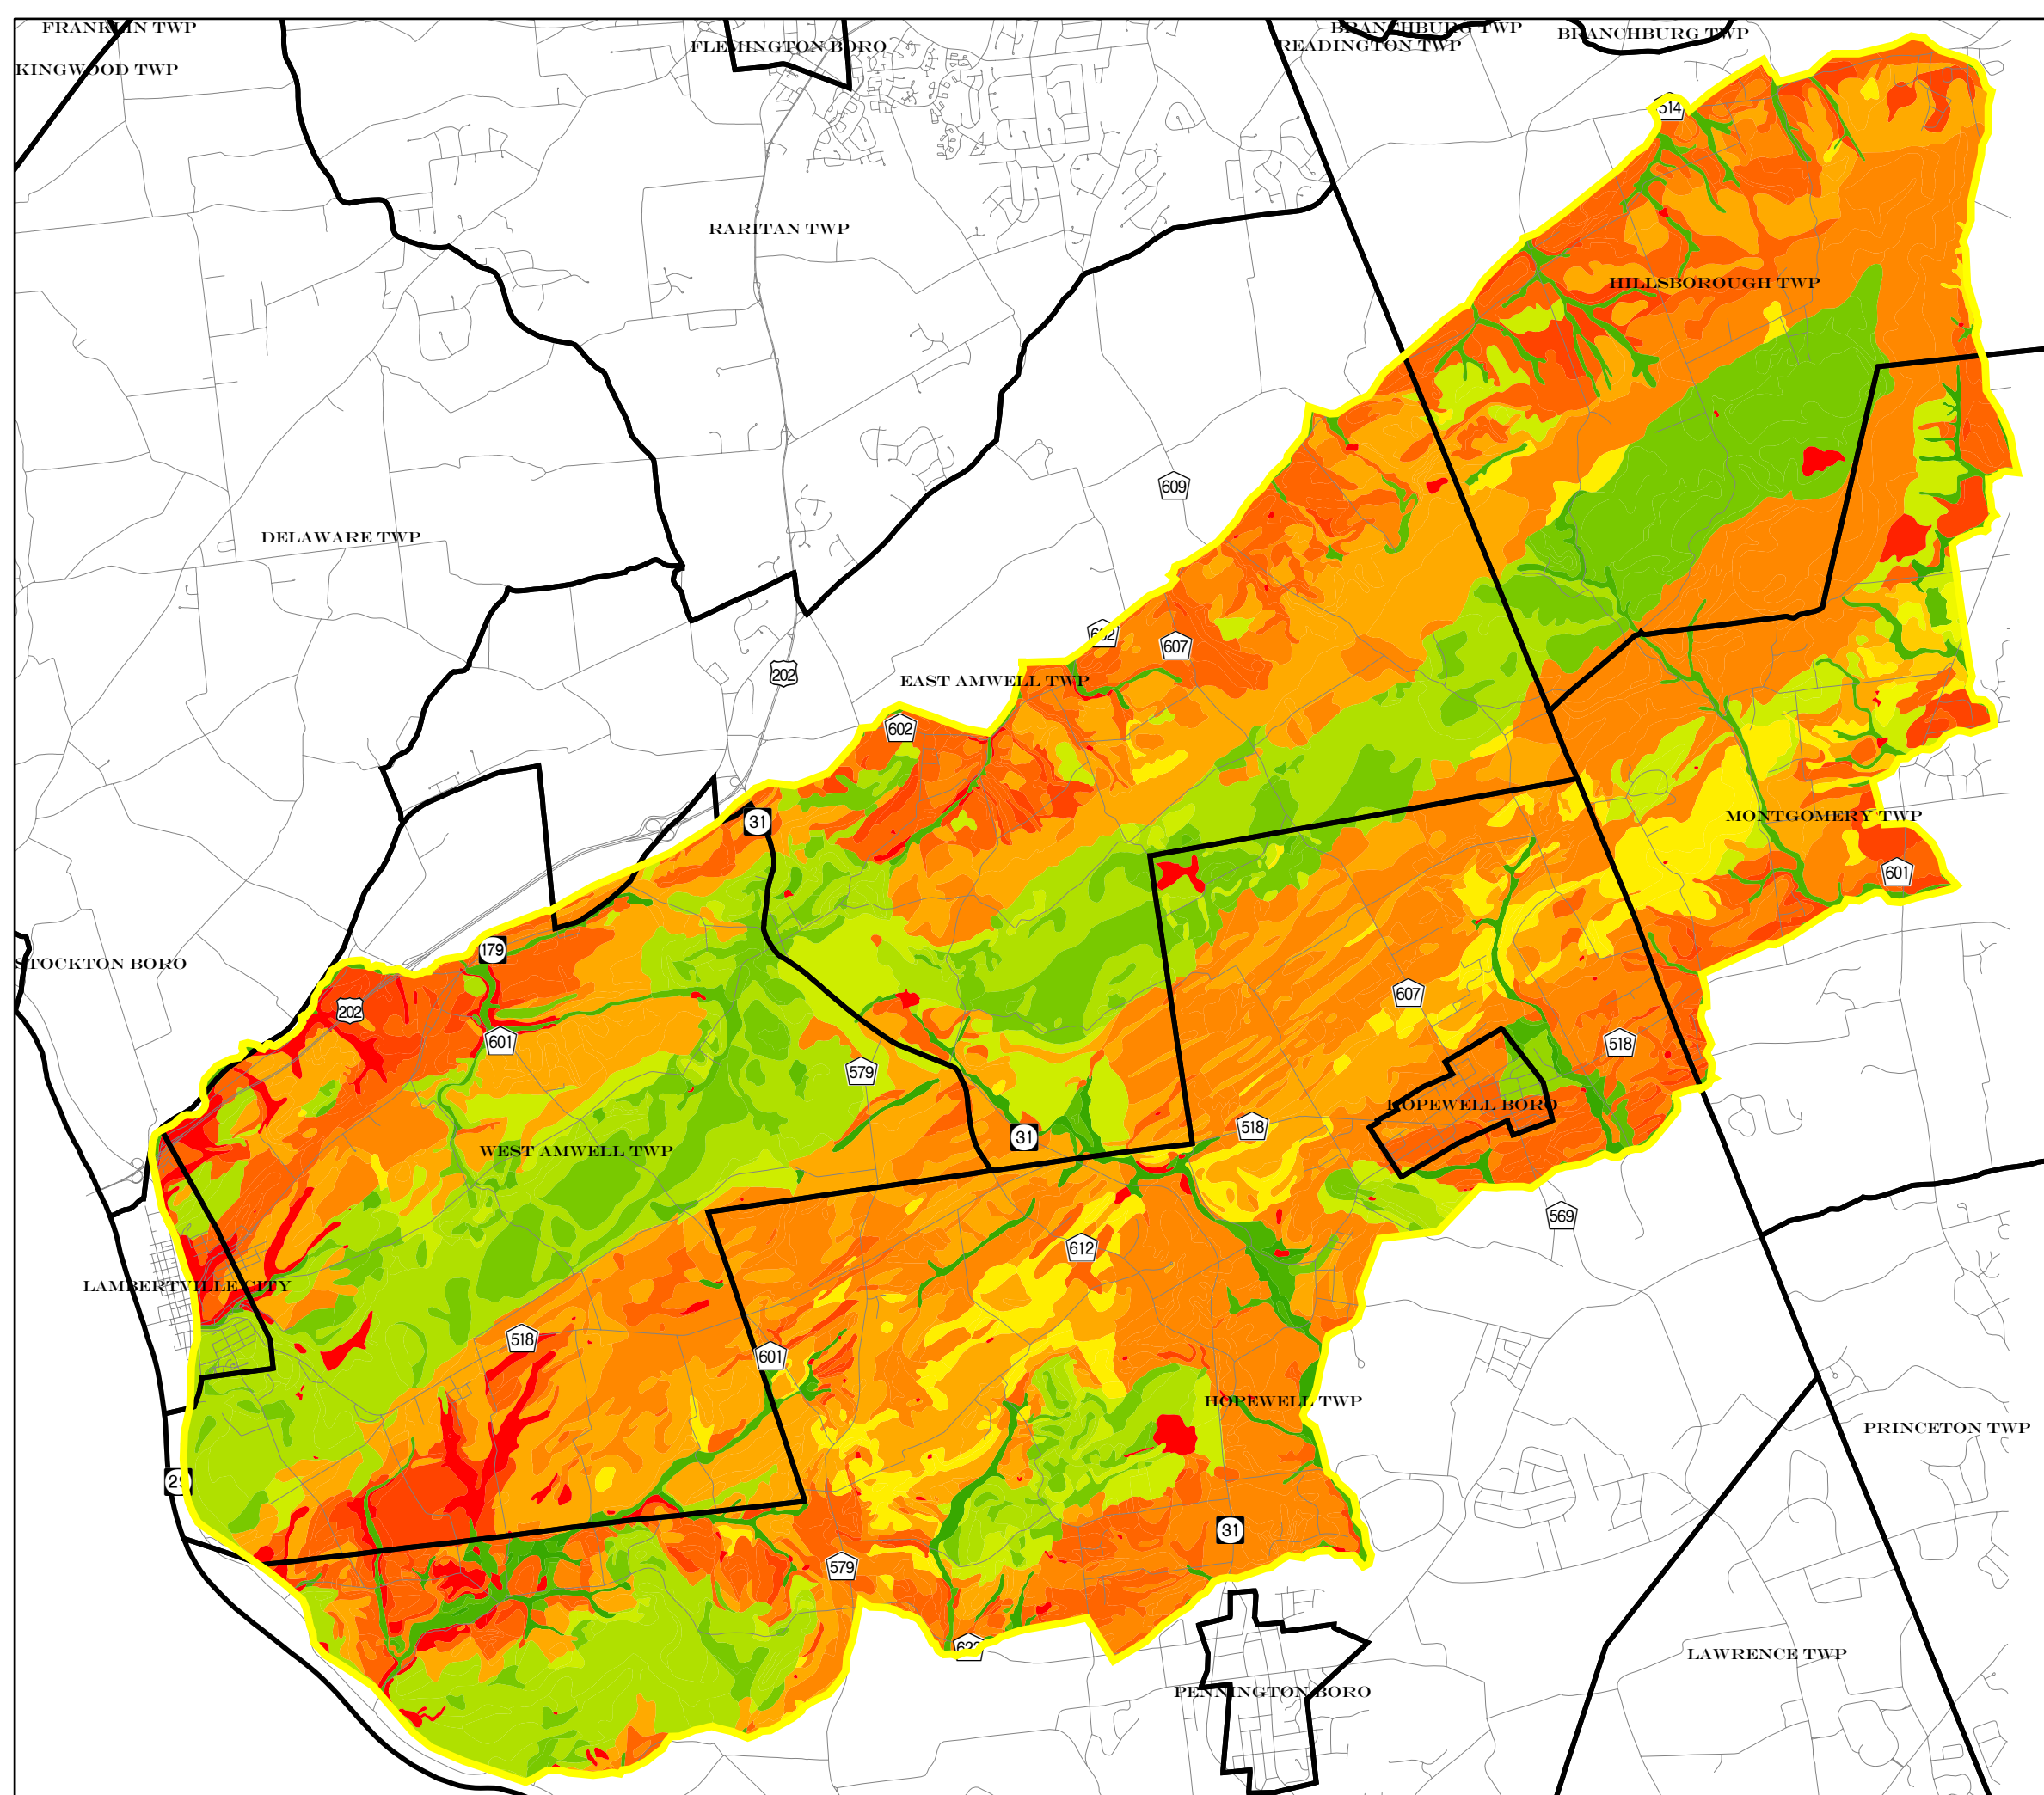 FRANKLIN TWP
BRANCHBURG TWP
BRANCHBURG TWP
FLEMINGTON BORO
READINGTON TWP
KINGWOOD TWP
514
RARITAN TWP
HILLSBOROUGH TWP
609
DELAWARE TWP
602
607
202
EAST AMWELL TWP
602
31
MONTGOMERY TWP
601
179
STOCKTON BORO
607
202
601
518
579
HOPEWELL BORO
518
31
WEST AMWELL TWP
569
612
LAMBERTVILLE CITY
518
601
HOPEWELL TWP
PRINCETON TWP
29
31
579
LAWRENCE TWP
PENNINGTON BORO